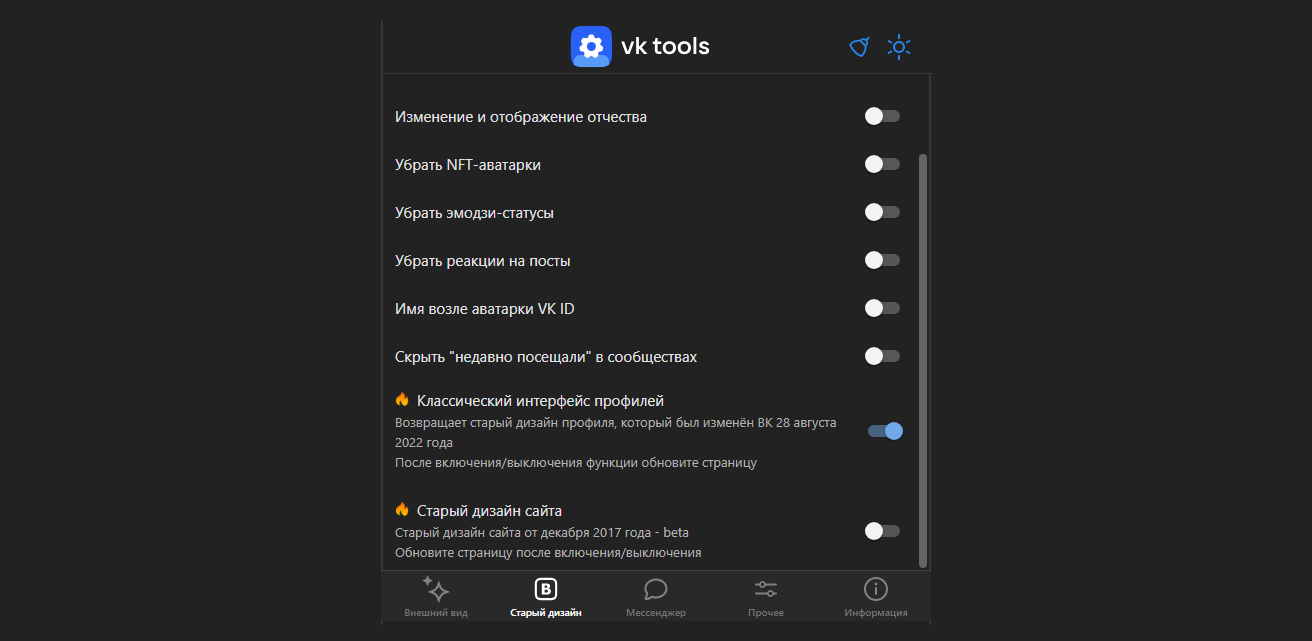 vk tools
Изменение и отображение отчества
Убрать NFT-аватарки
Убрать эмодзи-статусы
Убрать реакции на посты
Имя возле аватарки VK ID
Скрыть "недавно посещали" в сообществах
Классический интерфейс профилей
Возвращает старый дизайн профиля, который был изменён ВК 28 августа
2022 года
После включения/выключения функции обновите страницу
Старый дизайн сайта
Старый дизайн сайта от декабря 2017 года - beta
Обновите страницу после включения/выключения
В
Внешний вид Старый дизайн Мессенджер Прочее Информация